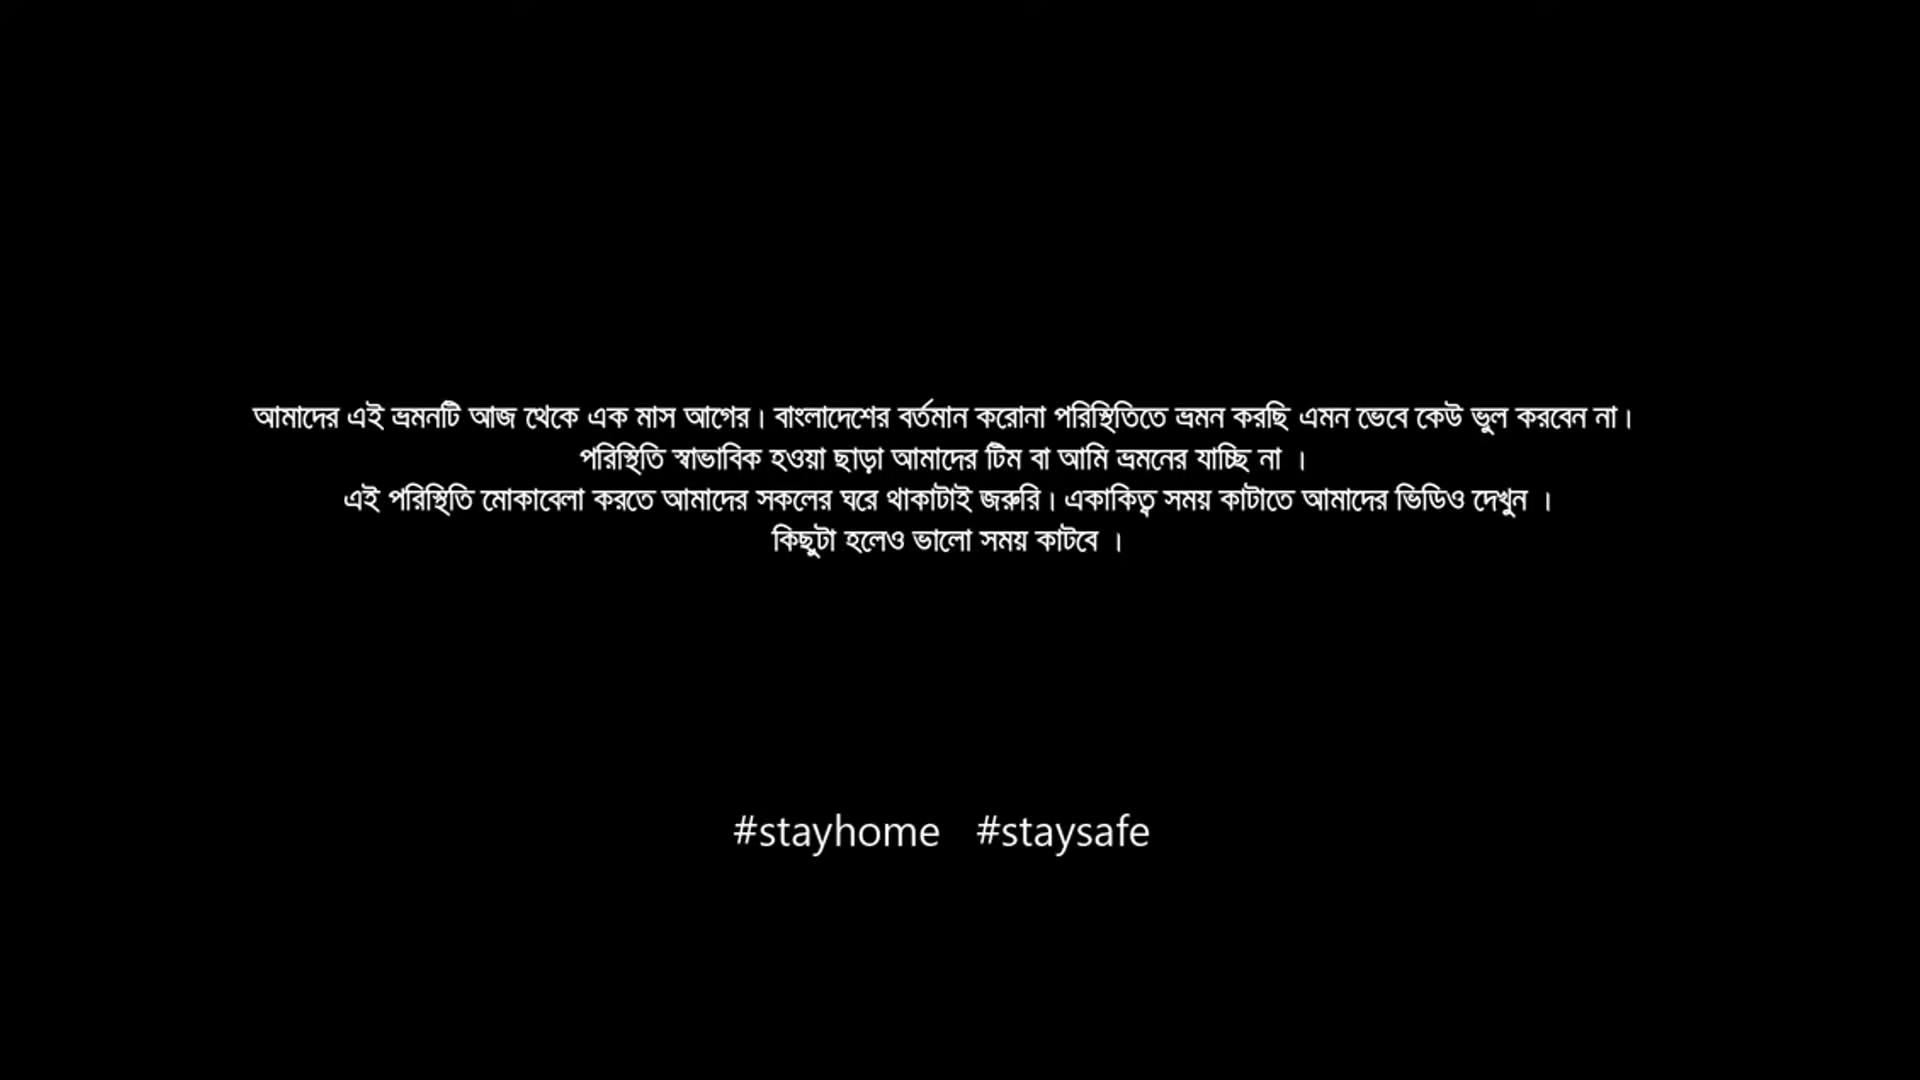 আমাদের এই ভ্রমনটি আজ থেকে এক মাস আগের। বাংলাদেশের বর্তমান করোনা পরিস্থিতিতে ভ্রমন করছি এমন ভেবে কেউ ভুল করবেন না।
পরিস্থিতি স্বাভাবিক হওয়া ছাড়া আমাদের টিম বা আমি ভ্রমনের যাচ্ছি না ।
এই পরিস্থিতি মোকাবেলা করতে আমাদের সকলের ঘরে থাকাটাই জরুরি। একাকিত্ব সময় কাটাতে আমাদের ভিডিও দেখুন ।
কিছুটা হলেও ভালো সময় কাটবে ।
#stayhome #staysafe